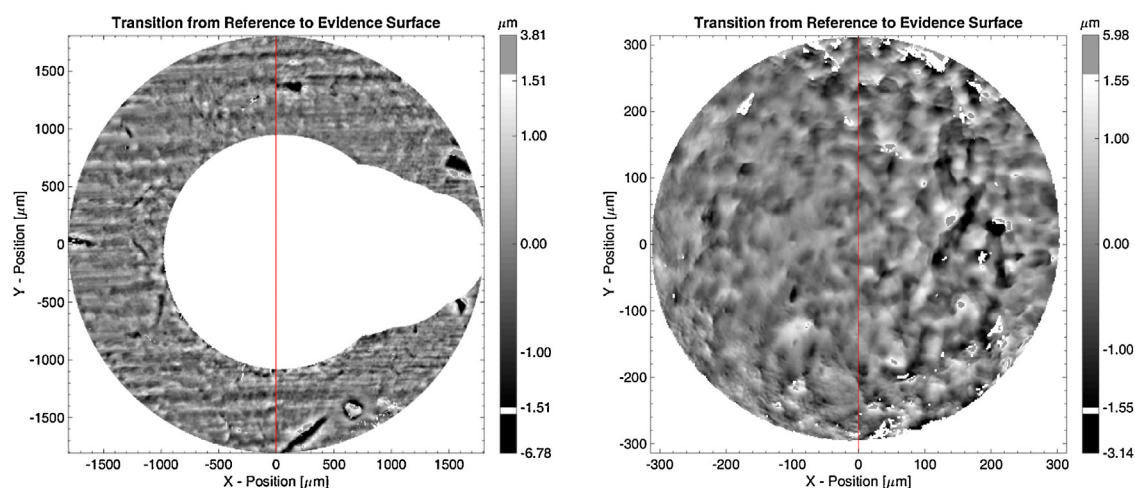 Transition from Reference to Evidence Surface
μm
3.81
1.51
1.00
0.00
-1.00
-1.51
-6.78
1500
1000
500
0
-500
-1000
-1500
Y - Position [μm]
-1500 -1000 -500 0 500 1000 1500
X - Position [μm]
Transition from Reference to Evidence Surface
μm
5.98
1.55
1.00
0.00
-1.00
-1.55
-3.14
300
200
100
0
-100
-200
-300
Y - Position [μm]
-300 -200 -100 0 100 200 300
X - Position [μm]